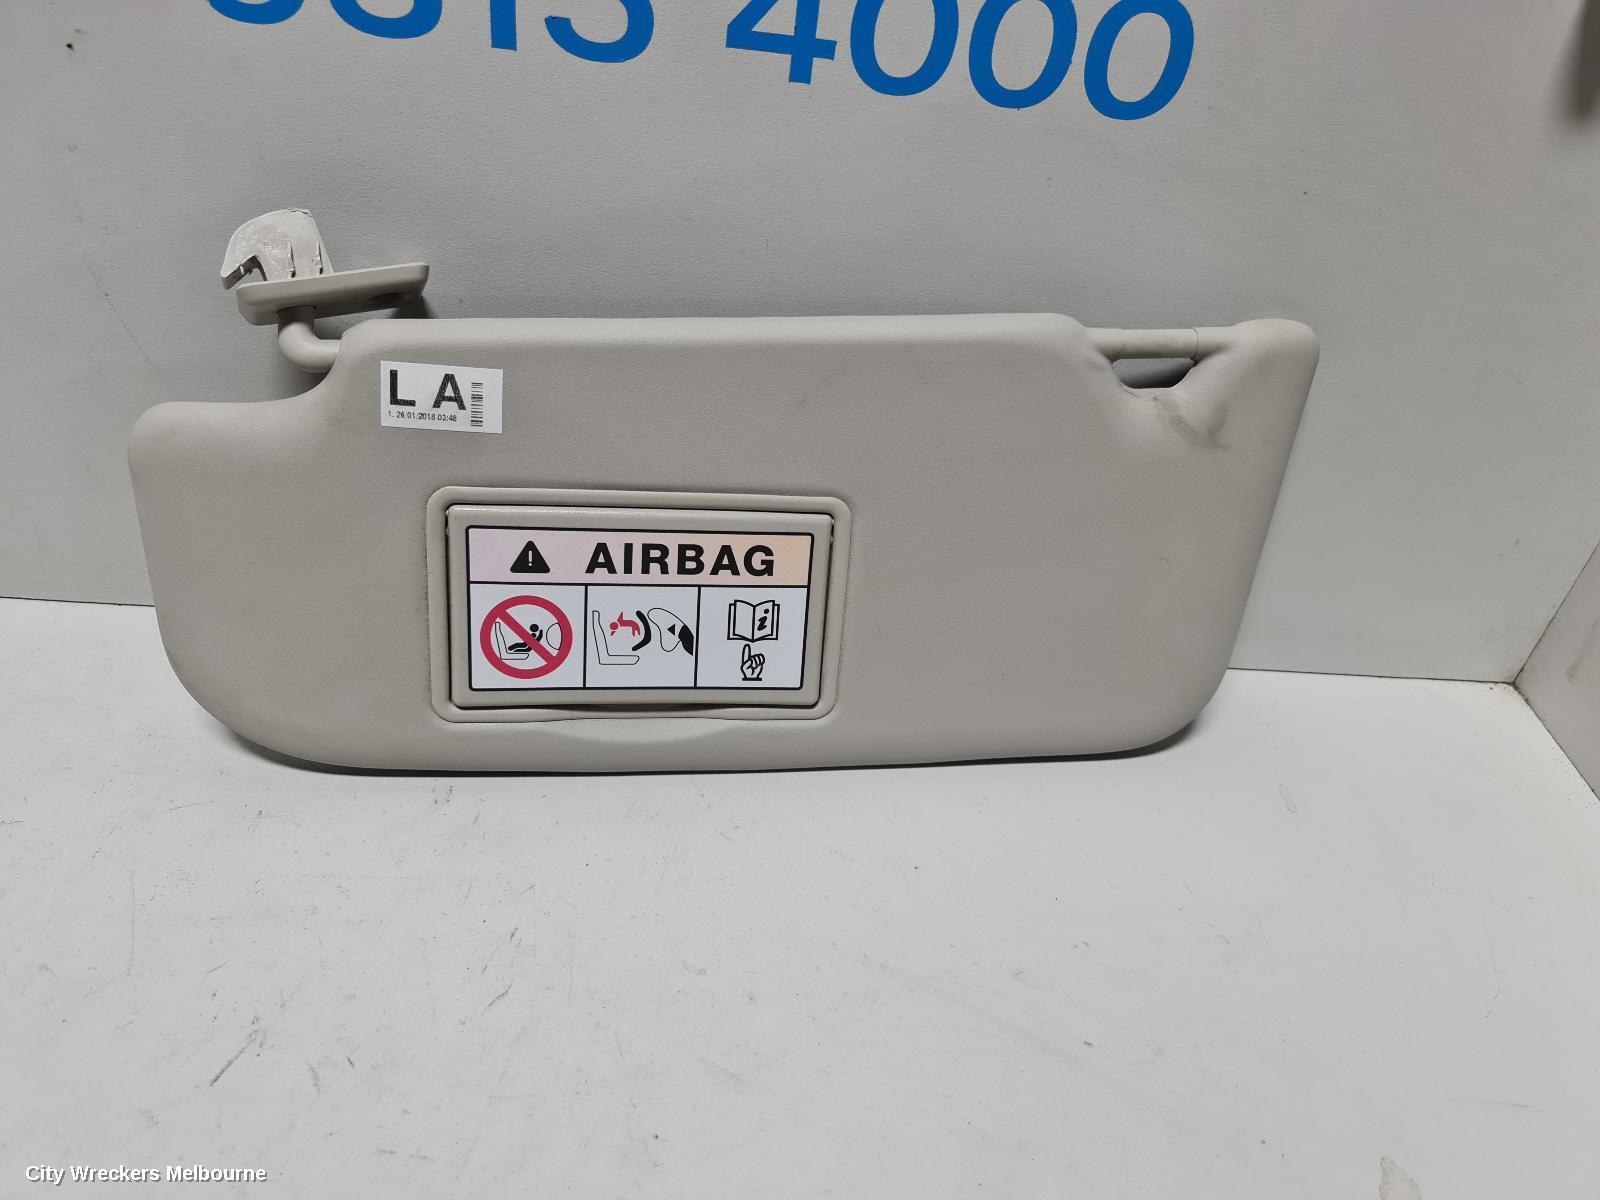 4000
L A
1. 26/01/2018 03:48
AIRBAG
City Wreckers Melbourne